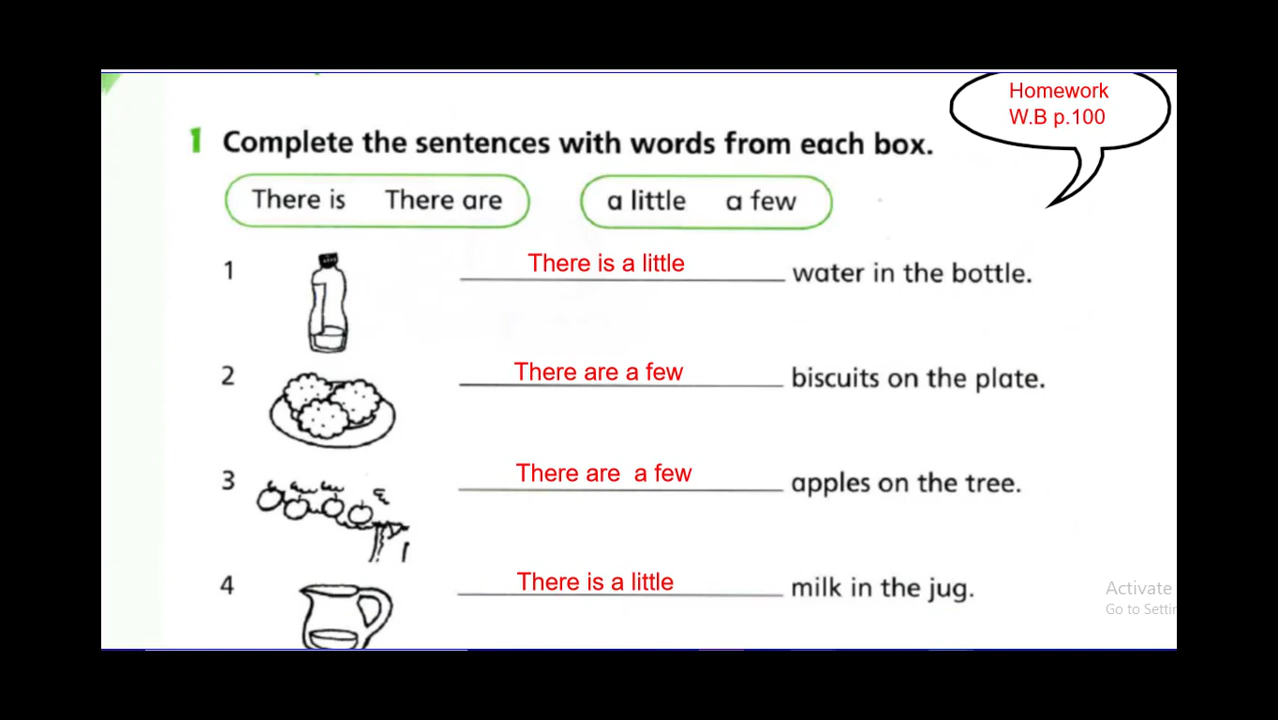 Homework
W.B p.100
1 Complete the sentences with words from each box.
There is There are a little a few
1 There is a little water in the bottle.
2 There are a few biscuits on the plate.
3 There are a few apples on the tree.
4 There is a little milk in the jug.
Activate
Go to Settin